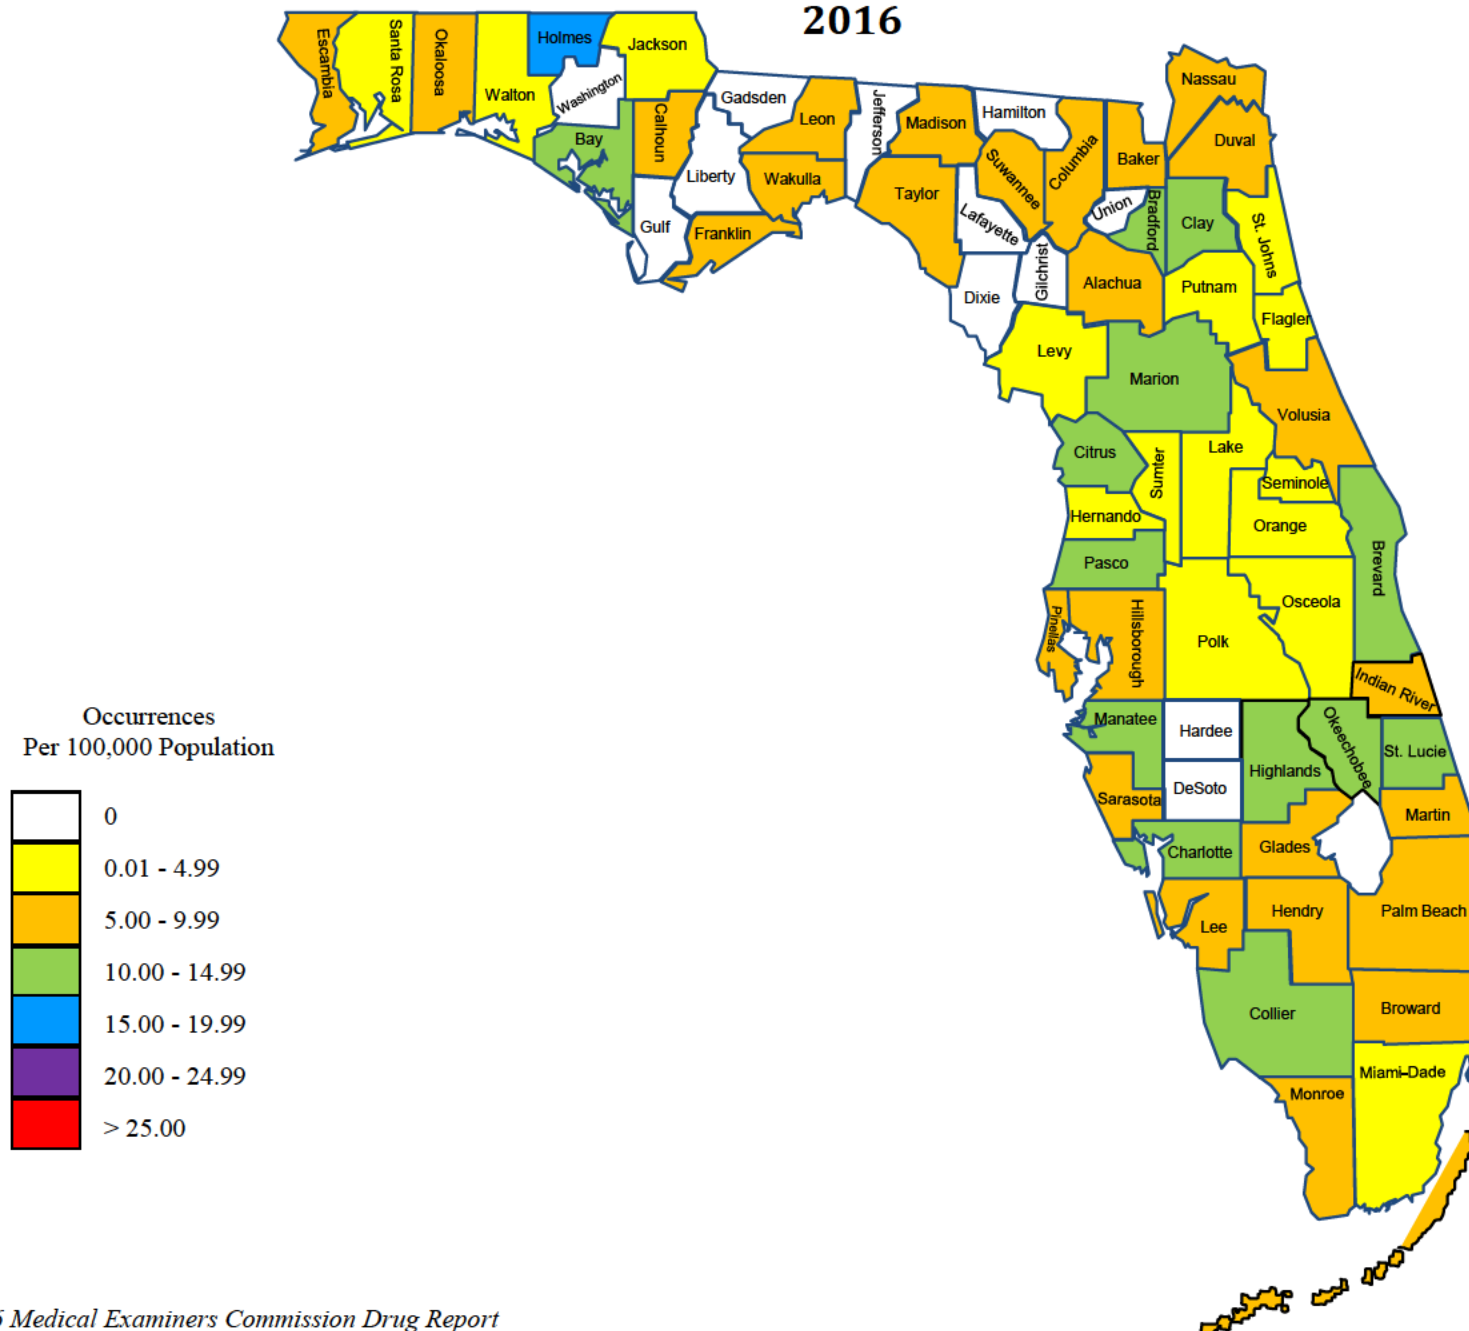 2016
Escambia
Santa Rosa
Okaloosa
Walton
Holmes
Jackson
Washington
Bay
Calhoun
Gadsden
Liberty
Gulf
Leon
Wakulla
Franklin
Jefferson
Madison
Taylor
Hamilton
Suwannee
Lafayette
Columbia
Baker
Nassau
Duval
Union
Bradford
Clay
St. Johns
Gilchrist
Dixie
Alachua
Putnam
Flagler
Levy
Marion
Volusia
Citrus
Sumter
Lake
Seminole
Hernando
Orange
Pasco
Brevard
Osceola
Pinellas
Hillsborough
Polk
Indian River
Manatee
Hardee
Okeechobee
St. Lucie
Highlands
DeSoto
Sarasota
Martin
Charlotte
Glades
Lee
Hendry
Palm Beach
Collier
Broward
Miami-Dade
Monroe
Occurrences
Per 100,000 Population
0
0.01 - 4.99
5.00 - 9.99
10.00 - 14.99
15.00 - 19.99
20.00 - 24.99
> 25.00
6 Medical Examiners Commission Drug Report